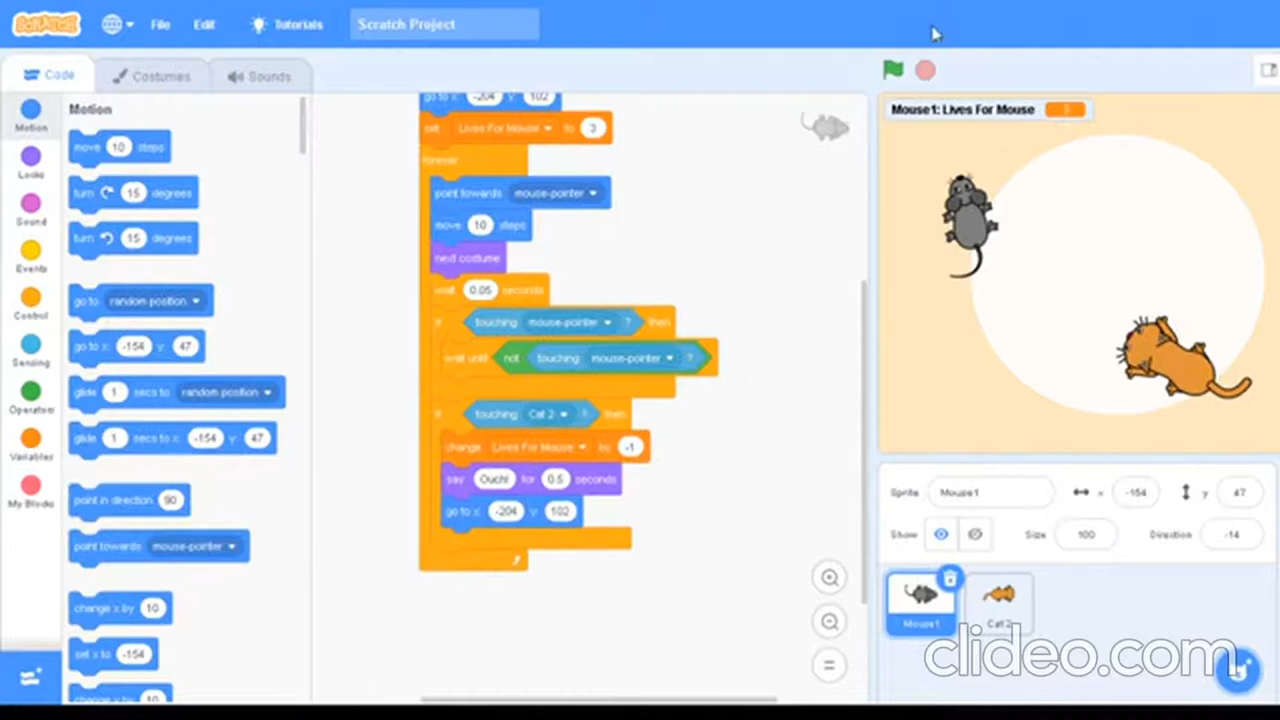 SCRATCH File Edit Tutorials Scratch Project
Code Costumes Sounds
Motion
Looks
Sound
Events
Control
Sensing
Operators
Variables
My Blocks
Motion
move 10 steps
turn 15 degrees
turn 15 degrees
go to random position
go to x: -154 y: 47
glide 1 secs to random position
glide 1 secs to x: -154 y: 47
point in direction 90
point towards mouse-pointer
change x by 10
set x to -154
change y by 10
go to x: -204 y: 102
set Lives For Mouse to 3
forever
point towards mouse-pointer
move 10 steps
next costume
wait 0.05 seconds
if touching mouse-pointer ? then
wait until not touching mouse-pointer ?
if touching Cat 2 ? then
change Lives For Mouse by -1
say Ouch! for 0.5 seconds
go to x: -204 y: 102
Mouse1: Lives For Mouse 3
Sprite Mouse1 x -154 y 47
Show Size 100 Direction -14
Mouse1 Cat 2
clideo.com